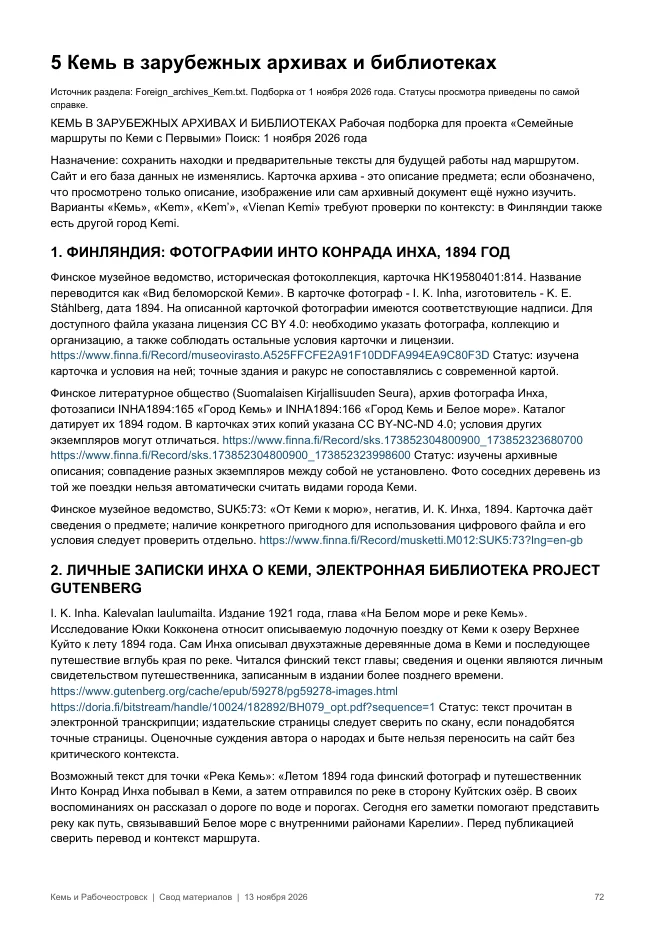 5 Кемь в зарубежных архивах и библиотеках
Источник раздела: Foreign_archives_Kem.txt. Подборка от 1 ноября 2026 года. Статусы просмотра приведены по самой
справке.
КЕМЬ В ЗАРУБЕЖНЫХ АРХИВАХ И БИБЛИОТЕКАХ Рабочая подборка для проекта «Семейные
маршруты по Кеми с Первыми» Поиск: 1 ноября 2026 года
Назначение: сохранить находки и предварительные тексты для будущей работы над маршрутом.
Сайт и его база данных не изменялись. Карточка архива - это описание предмета; если обозначено,
что просмотрено только описание, изображение или сам архивный документ ещё нужно изучить.
Варианты «Кемь», «Kem», «Kem’», «Vienan Kemi» требуют проверки по контексту: в Финляндии также
есть другой город Kemi.
1. ФИНЛЯНДИЯ: ФОТОГРАФИИ ИНТО КОНРАДА ИНХА, 1894 ГОД
Финское музейное ведомство, историческая фотоколлекция, карточка HK19580401:814. Название
переводится как «Вид беломорской Кеми». В карточке фотограф - I. K. Inha, изготовитель - K. E.
Ståhlberg, дата 1894. На описанной карточкой фотографии имеются соответствующие надписи. Для
доступного файла указана лицензия CC BY 4.0: необходимо указать фотографа, коллекцию и
организацию, а также соблюдать остальные условия карточки и лицензии.
https://www.finna.fi/Record/museovirasto.A525FFCFE2A91F10DDFA994EA9C80F3D Статус: изучена
карточка и условия на ней; точные здания и ракурс не сопоставлялись с современной картой.
Финское литературное общество (Suomalaisen Kirjallisuuden Seura), архив фотографа Инха,
фотозаписи INHA1894:165 «Город Кемь» и INHA1894:166 «Город Кемь и Белое море». Каталог
датирует их 1894 годом. В карточках этих копий указана CC BY-NC-ND 4.0; условия других
экземпляров могут отличаться. https://www.finna.fi/Record/sks.173852304800900_173852323680700
https://www.finna.fi/Record/sks.173852304800900_173852323998600 Статус: изучены архивные
описания; совпадение разных экземпляров между собой не установлено. Фото соседних деревень из
той же поездки нельзя автоматически считать видами города Кеми.
Финское музейное ведомство, SUK5:73: «От Кеми к морю», негатив, И. К. Инха, 1894. Карточка даёт
сведения о предмете; наличие конкретного пригодного для использования цифрового файла и его
условия следует проверить отдельно. https://www.finna.fi/Record/musketti.M012:SUK5:73?lng=en-gb
2. ЛИЧНЫЕ ЗАПИСКИ ИНХА О КЕМИ, ЭЛЕКТРОННАЯ БИБЛИОТЕКА PROJECT
GUTENBERG
I. K. Inha. Kalevalan laulumailta. Издание 1921 года, глава «На Белом море и реке Кемь».
Исследование Юкки Кокконена относит описываемую лодочную поездку от Кеми к озеру Верхнее
Куйто к лету 1894 года. Сам Инха описывал двухэтажные деревянные дома в Кеми и последующее
путешествие вглубь края по реке. Читался финский текст главы; сведения и оценки являются личным
свидетельством путешественника, записанным в издании более позднего времени.
https://www.gutenberg.org/cache/epub/59278/pg59278-images.html
https://doria.fi/bitstream/handle/10024/182892/BH079_opt.pdf?sequence=1 Статус: текст прочитан в
электронной транскрипции; издательские страницы следует сверить по скану, если понадобятся
точные страницы. Оценочные суждения автора о народах и быте нельзя переносить на сайт без
критического контекста.
Возможный текст для точки «Река Кемь»: «Летом 1894 года финский фотограф и путешественник
Инто Конрад Инха побывал в Кеми, а затем отправился по реке в сторону Куйтских озёр. В своих
воспоминаниях он рассказал о дороге по воде и порогах. Сегодня его заметки помогают представить
реку как путь, связывавший Белое море с внутренними районами Карелии». Перед публикацией
сверить перевод и контекст маршрута.
Кемь и Рабочеостровск | Свод материалов | 13 ноября 2026
72